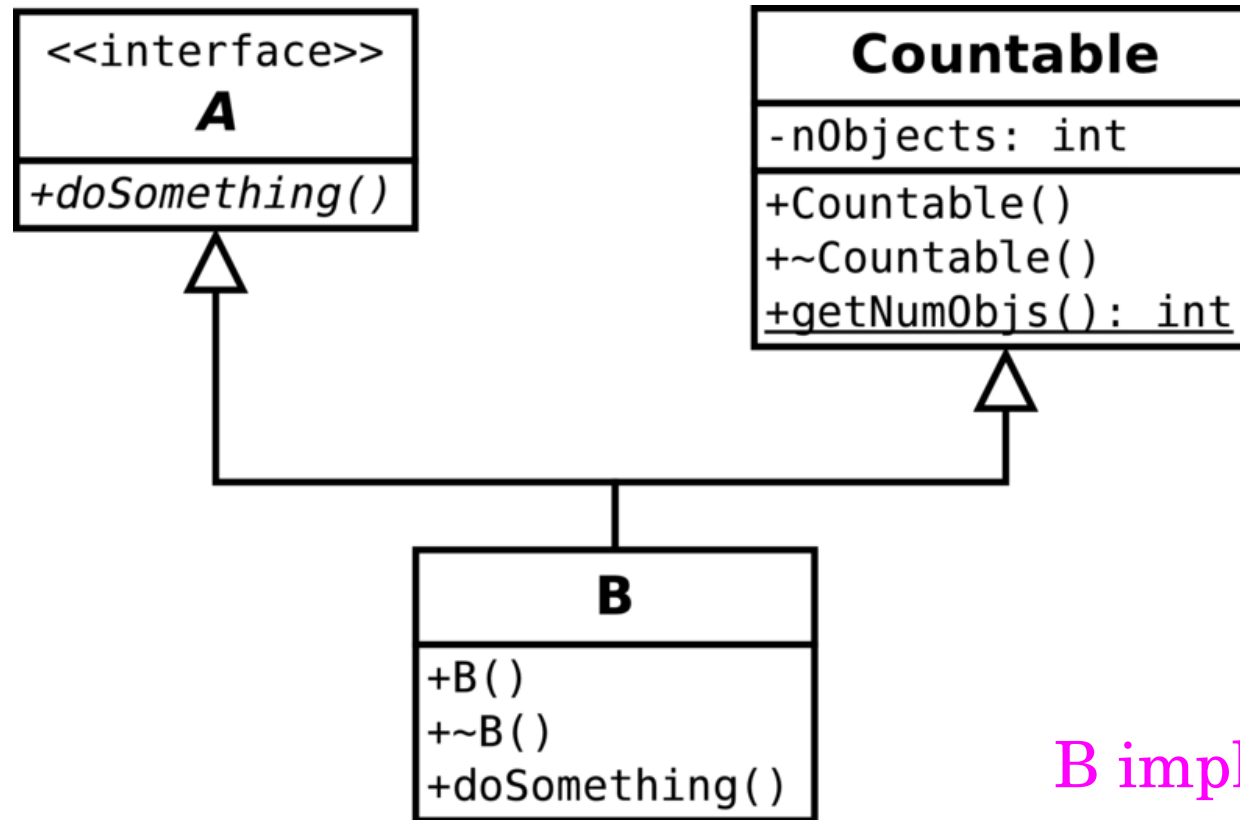 <<interface>>
A
+doSomething()
Countable
-nObjects: int
+Countable()
+~Countable()
+getNumObjs(): int
B
+B()
+~B()
+doSomething()
B impl